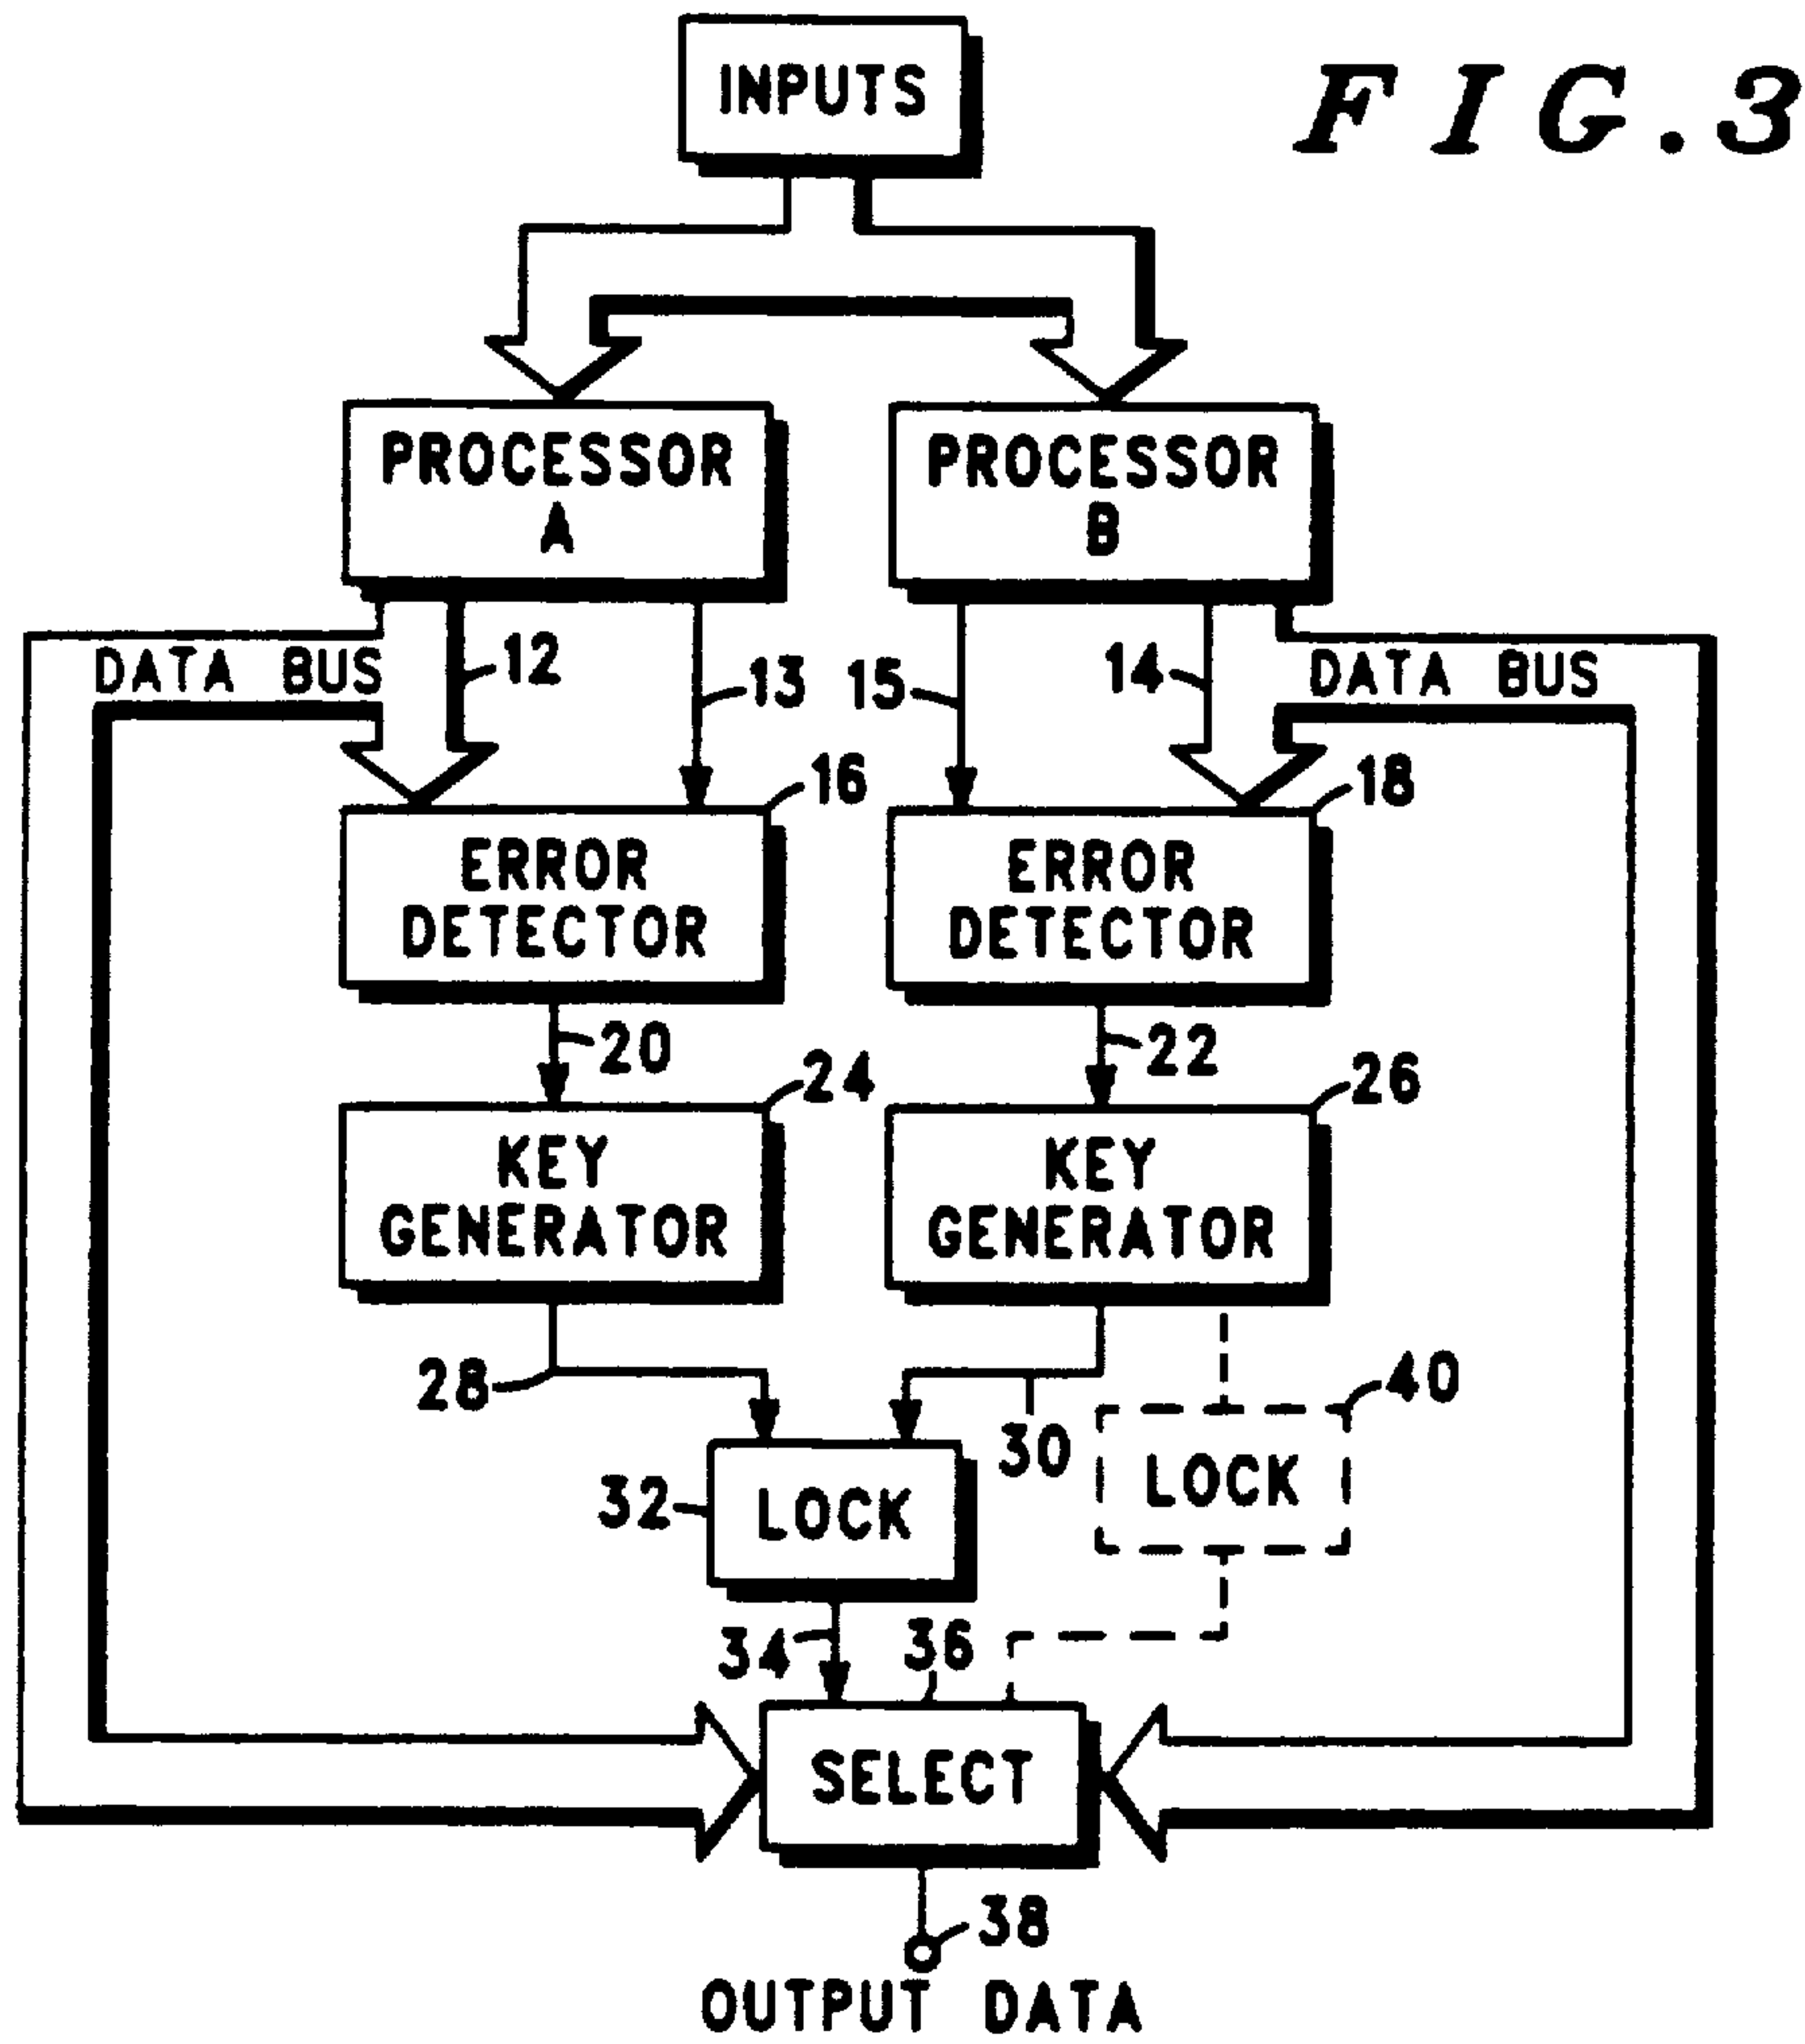 INPUTS
FIG.3
PROCESSOR
A
PROCESSOR
B
DATA BUS
12
13
15
14
DATA BUS
16
18
ERROR
DETECTOR
ERROR
DETECTOR
20
22
24
26
KEY
GENERATOR
KEY
GENERATOR
28
30
40
32
LOCK
LOCK
34
36
SELECT
38
OUTPUT DATA